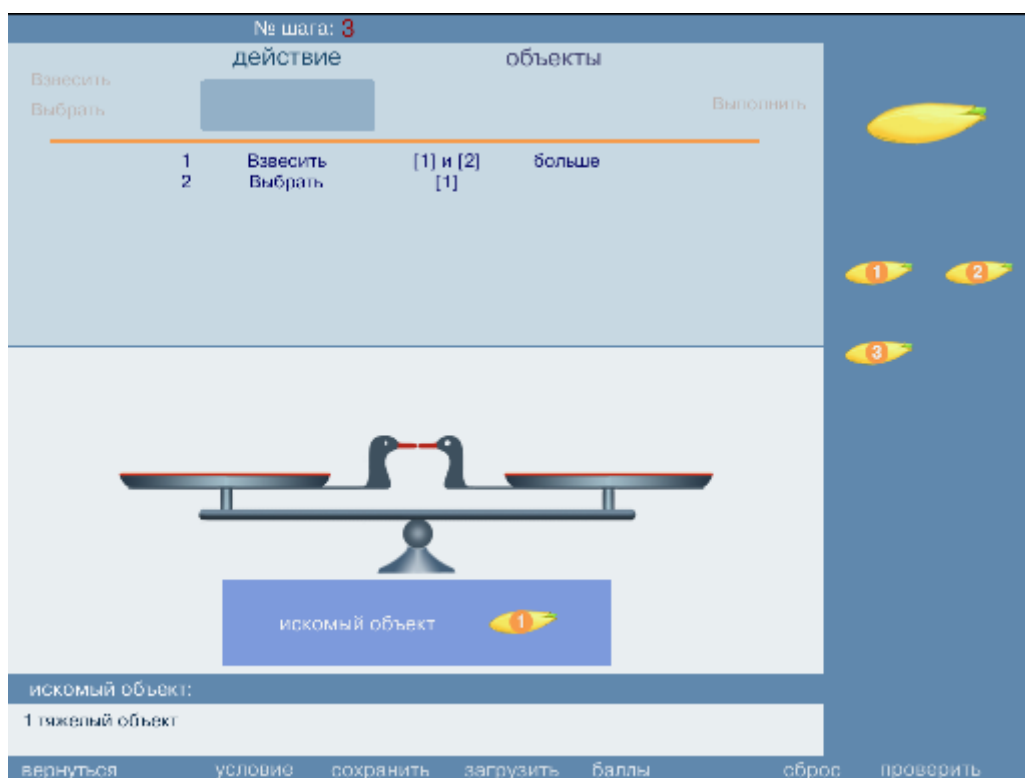 № шага: 3
действие
объекты
Взвесить
Выбрать
Выполнить
1 Взвесить [1] и [2] больше
2 Выбрать [1]
1
2
3
искомый объект 1
искомый объект:
1 тяжелый объект
вернуться условие сохранить загрузить баллы сброс проверить